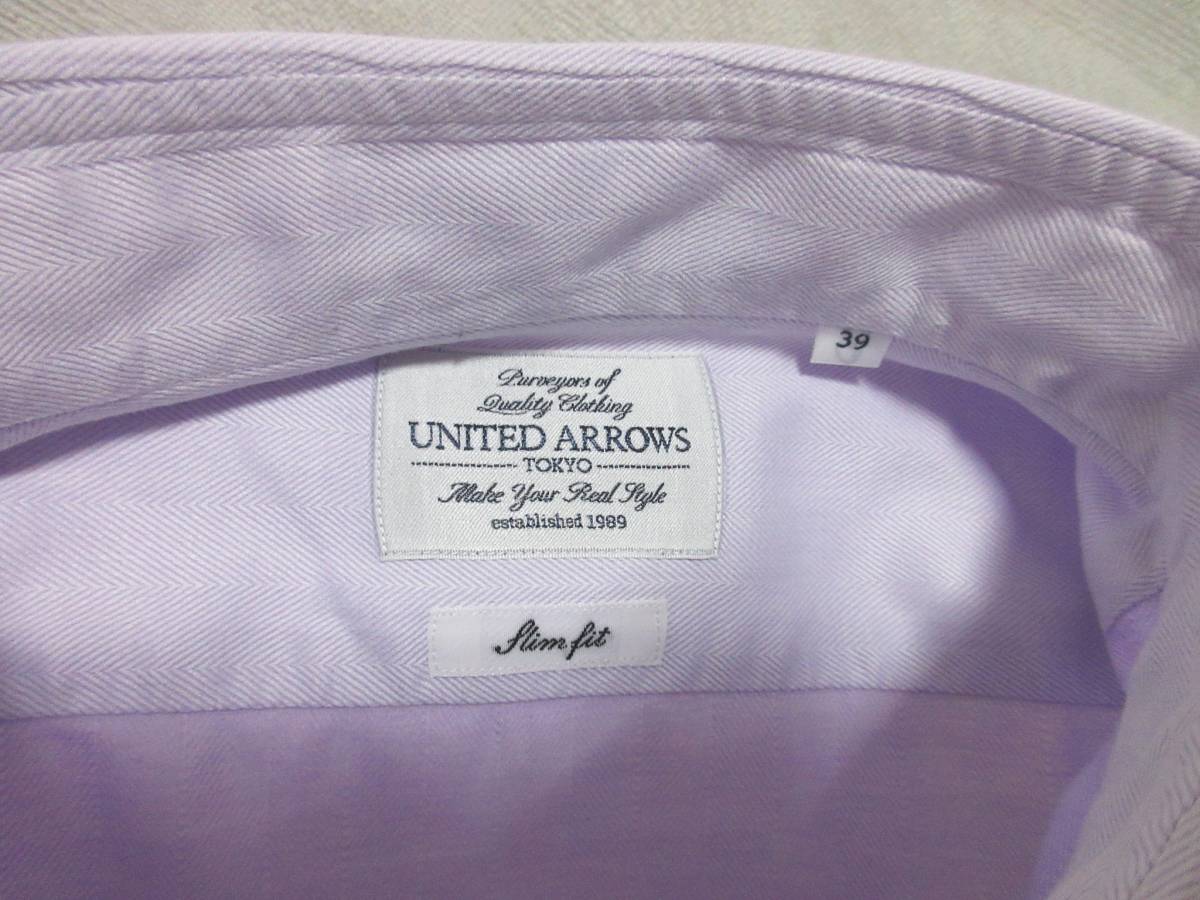 39
Purveyors of
Quality Clothing
UNITED ARROWS
TOKYO
Make Your Real Style
established 1989
Slim fit